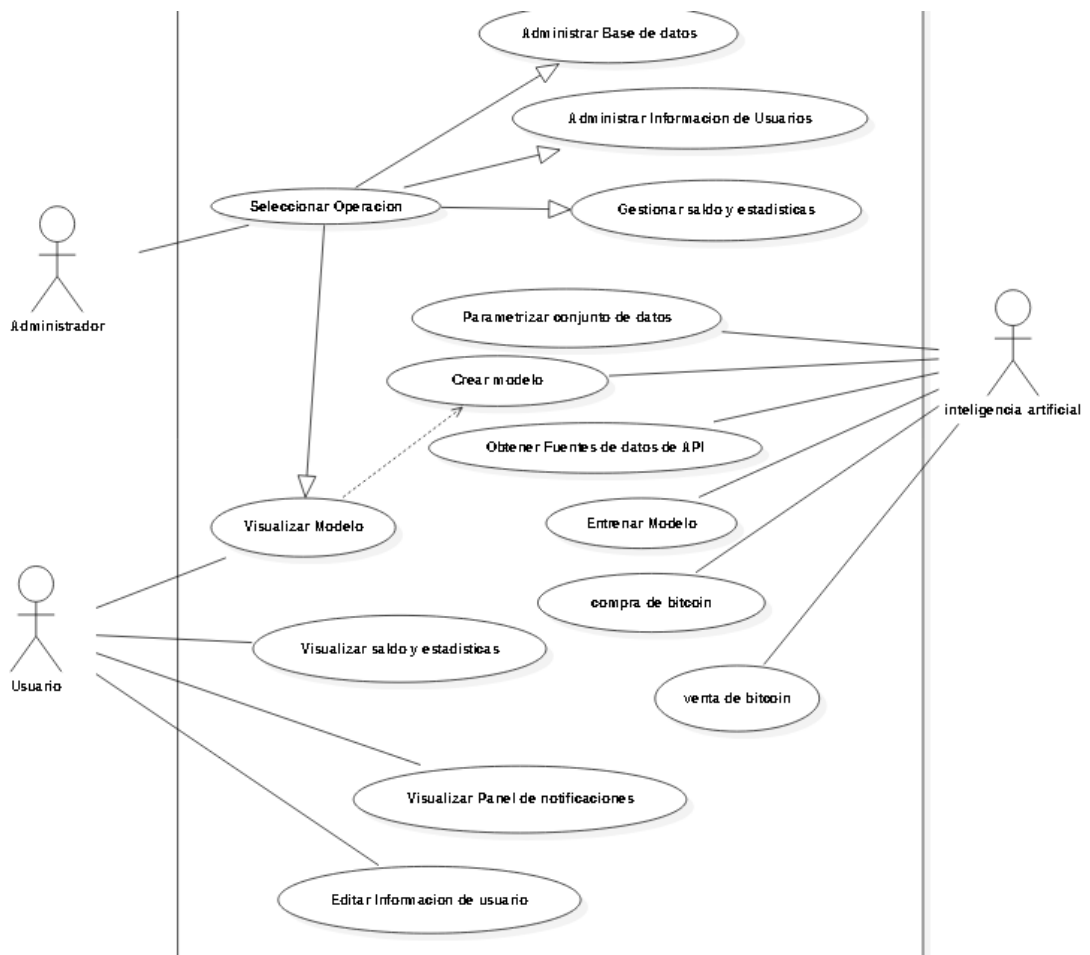 Administrar Base de datos
Administrar Informacion de Usuarios
Seleccionar Operacion
Gestionar saldo y estadisticas
Administrador
Parametrizar conjunto de datos
Crear modelo
inteligencia artificial
Obtener Fuentes de datos de API
Visualizar Modelo
Entrenar Modelo
compra de bitcoin
Visualizar saldo y estadisticas
Usuario
venta de bitcoin
Visualizar Panel de notificaciones
Editar Informacion de usuario